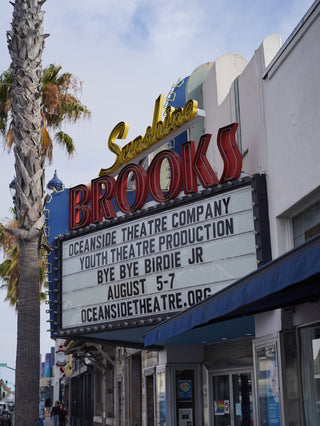 Sunshine
BROOKS
OCEANSIDE THEATRE COMPANY
YOUTH THEATRE PRODUCTION
BYE BYE BIRDIE JR
AUGUST 5-7
OCEANSIDETHEATRE.ORG